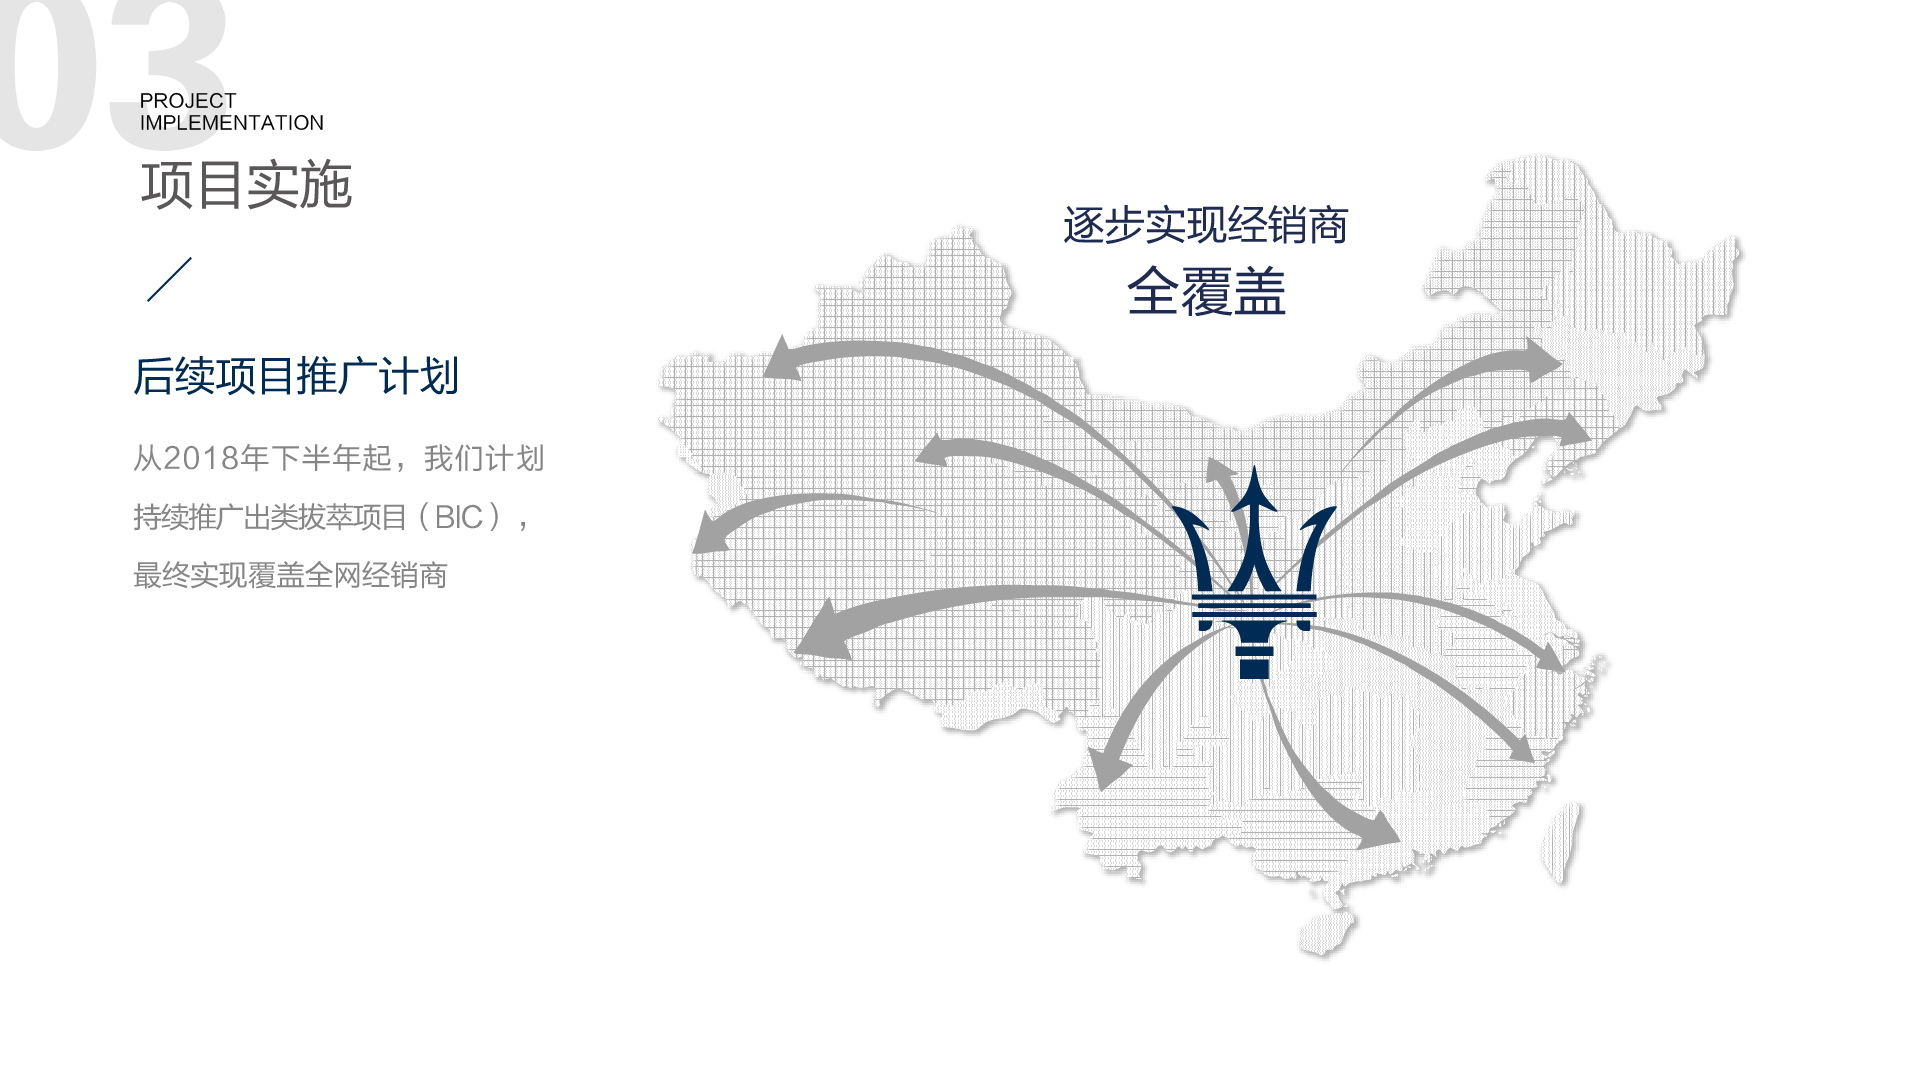 03
PROJECT
IMPLEMENTATION
项目实施
后续项目推广计划
从2018年下半年起，我们计划
持续推广出类拔萃项目（BIC），
最终实现覆盖全网经销商
逐步实现经销商
全覆盖